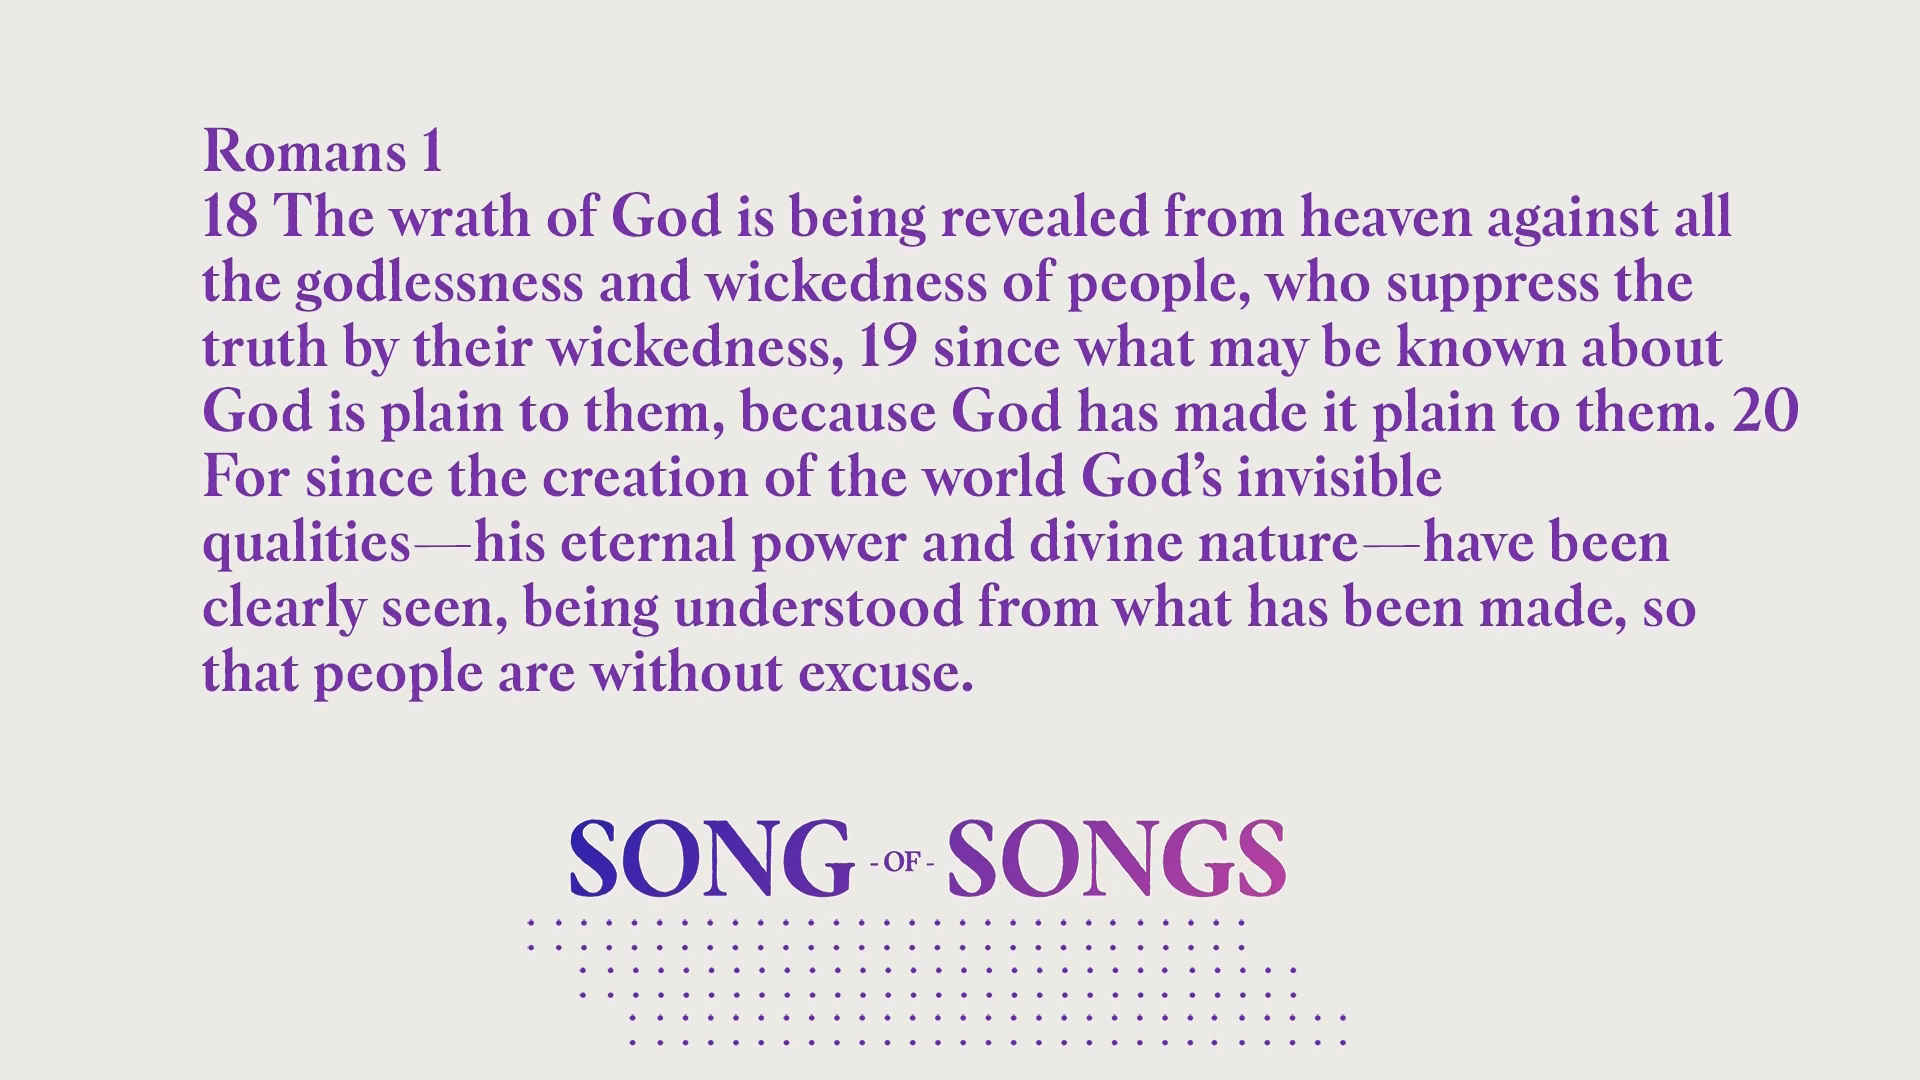 Romans 1
18 The wrath of God is being revealed from heaven against all
the godlessness and wickedness of people, who suppress the
truth by their wickedness, 19 since what may be known about
God is plain to them, because God has made it plain to them. 20
For since the creation of the world God’s invisible
qualities—his eternal power and divine nature—have been
clearly seen, being understood from what has been made, so
that people are without excuse.
SONG -OF- SONGS